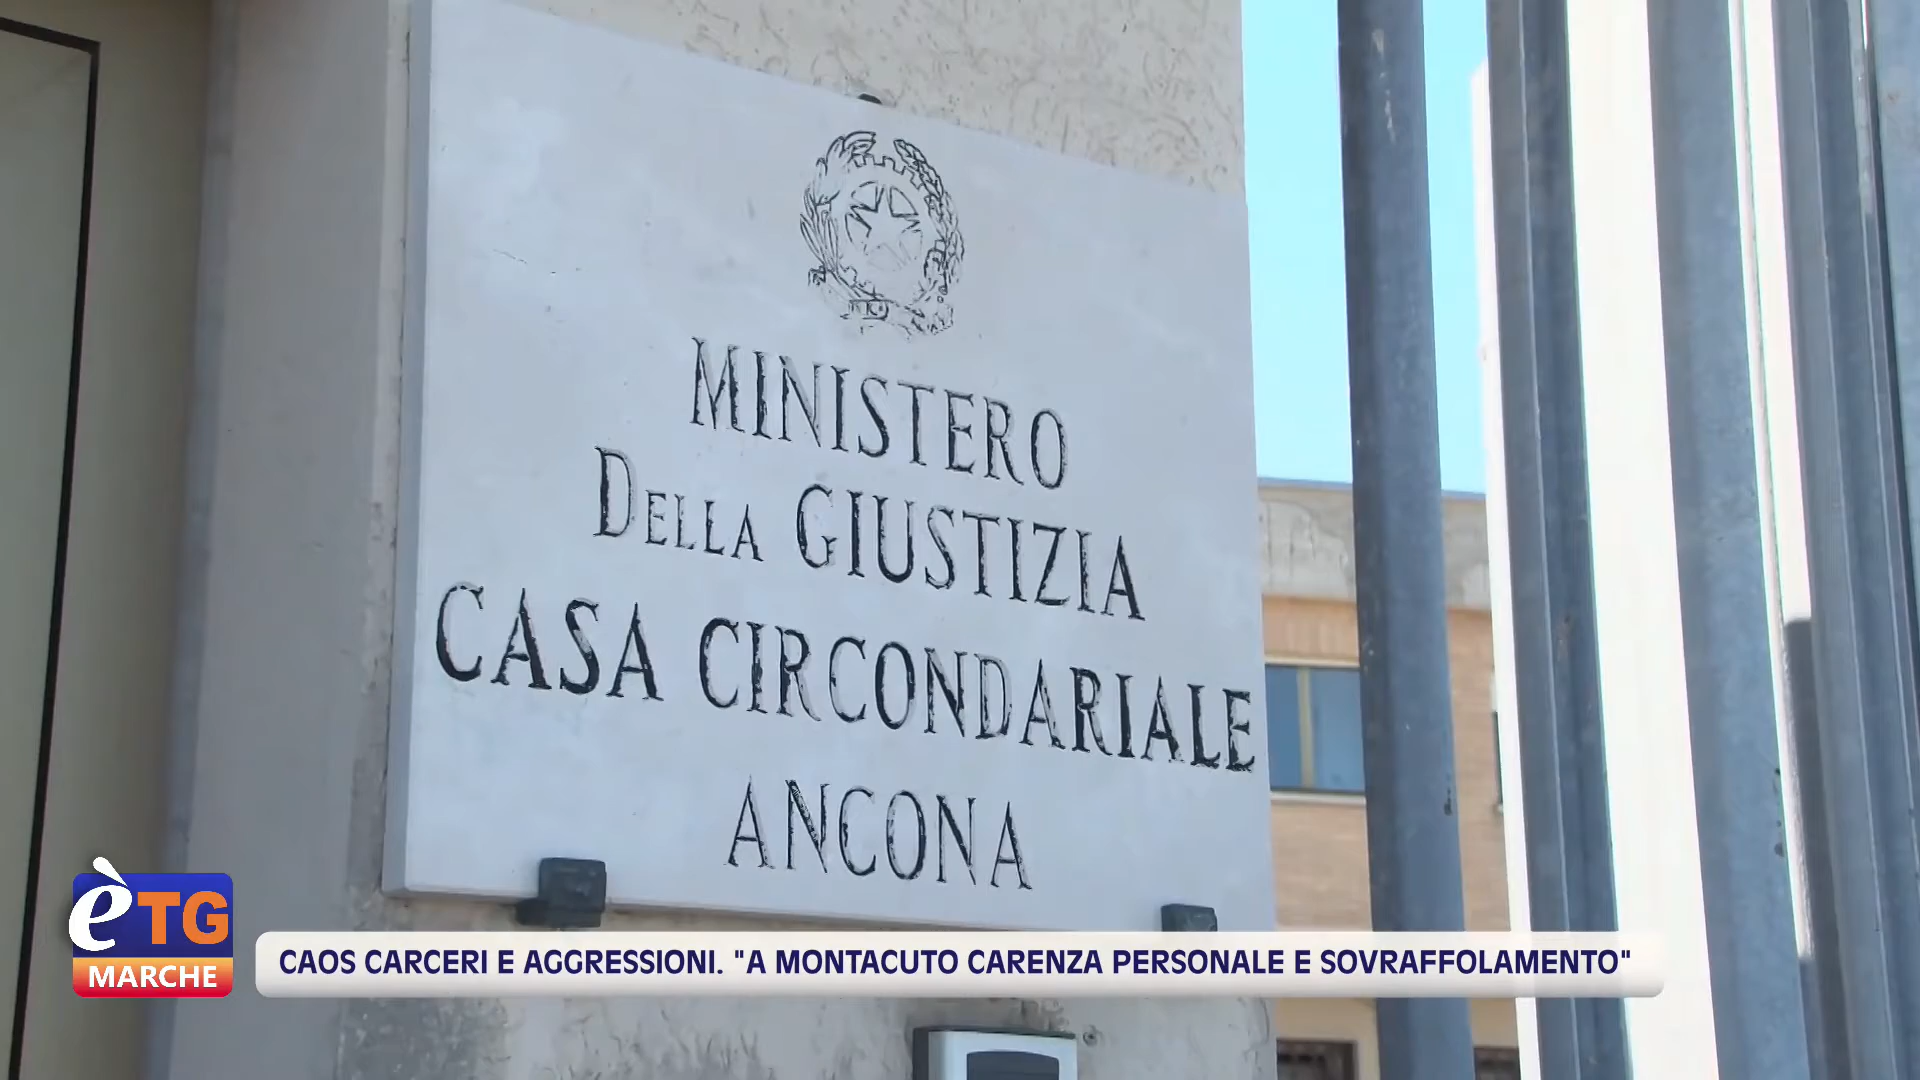 MINISTERO
DELLA GIUSTIZIA
CASA CIRCONDARIALE
ANCONA
èTG
MARCHE
CAOS CARCERI E AGGRESSIONI. "A MONTACUTO CARENZA PERSONALE E SOVRAFFOLAMENTO"